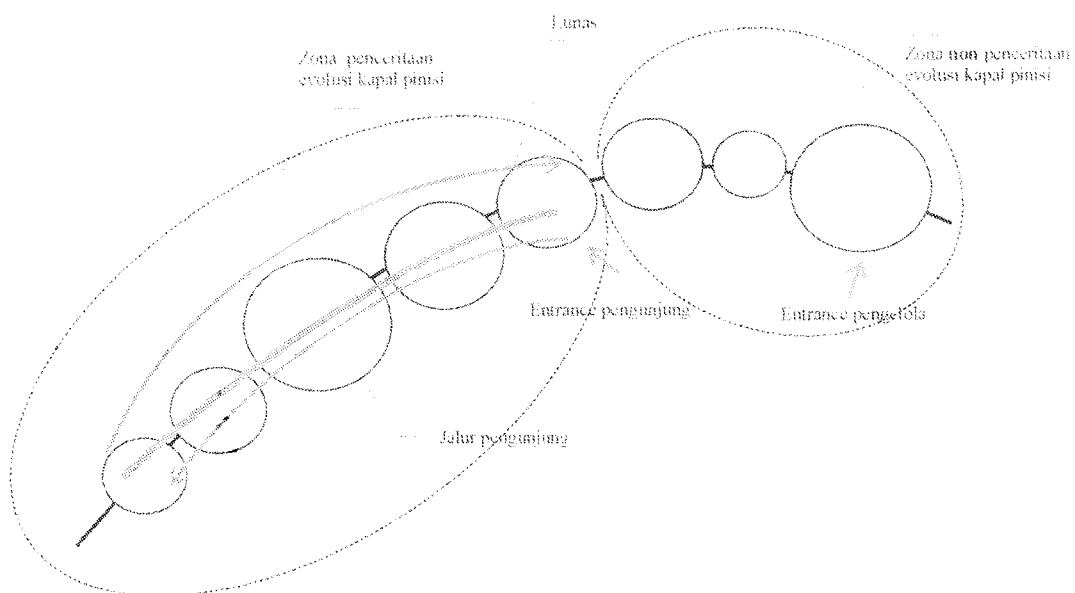 Lunas
Zona penceritaan
evolusi kapal pinisi
Zona non penceritaan
evolusi kapal pinisi
Entrance pengunjung
Entrance pengelola
Jalur pengunjung